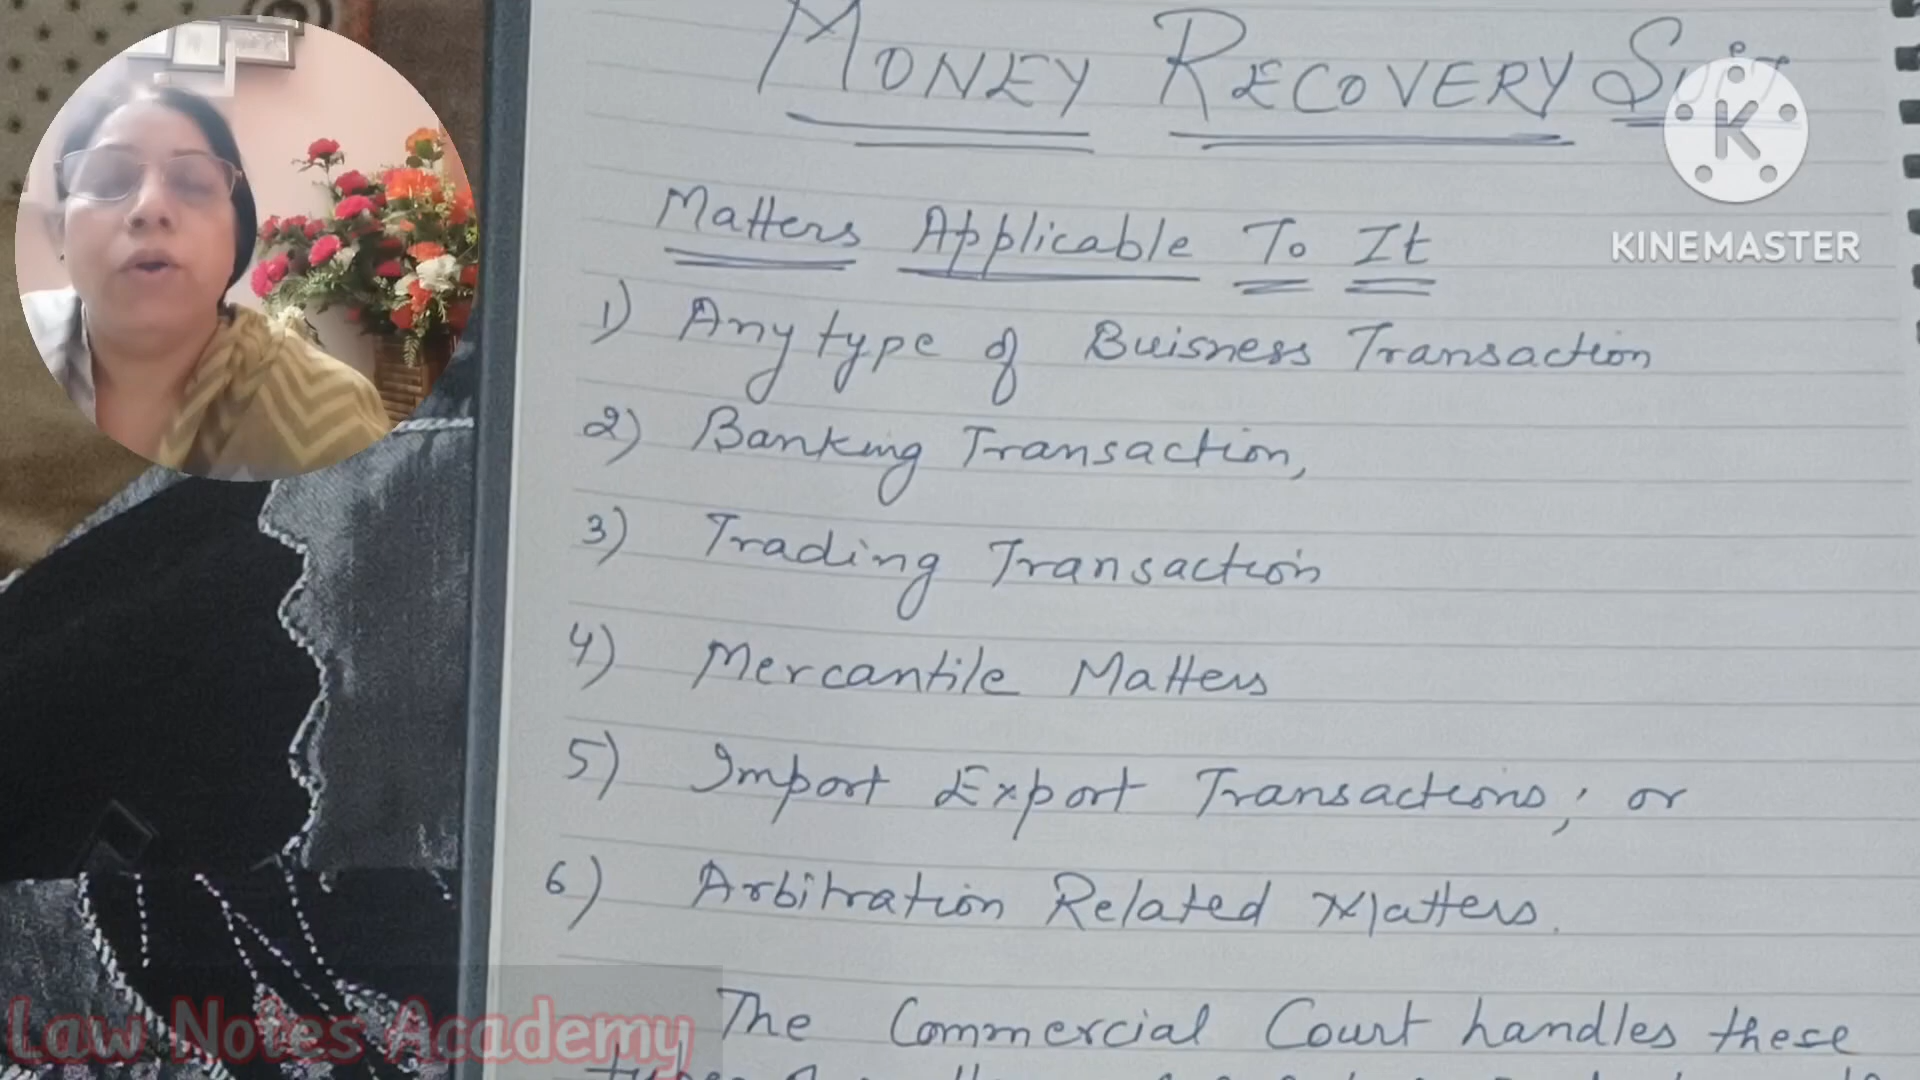 MONEY RECOVERY
K
KINEMASTER
Matters Applicable To It
1) Any type of Buisness Transaction
2) Banking Transaction,
3) Trading Transaction
4) Mercantile Matters
5) Import Export Transactions; or
6) Arbitration Related Matters.
The Commercial Court handles these
Law Notes Academy